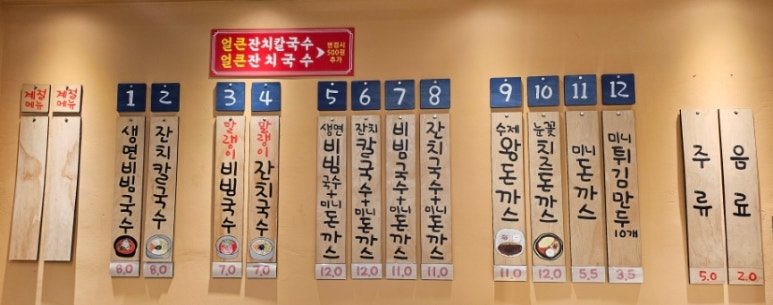 얼큰잔치칼국수
얼큰잔치국수
변경시
500원
추가
계절
메뉴
계절
메뉴
1
생면비빔국수
8.0
2
잔치칼국수
8.0
3
말랭이
비빔국수
7.0
4
말랭이
잔치국수
7.0
5
생면
비빔국수+미니돈까스
12.0
6
잔치
칼국수+미니돈까스
12.0
7
비빔국수+미니돈까스
11.0
8
잔치국수+미니돈까스
11.0
9
수제
왕돈까스
11.0
10
눈꽃
치즈돈까스
12.0
11
미니
돈까스
5.5
12
미니
튀김만두
10개
3.5
주류
5.0
음료
2.0